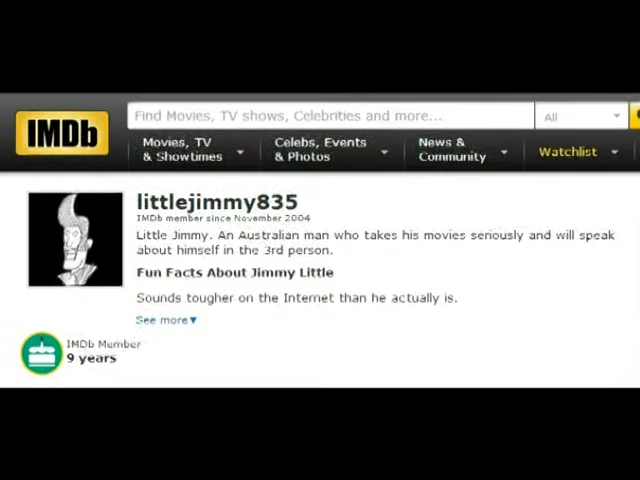 IMDb
Find Movies, TV shows, Celebrities and more...
All
Movies, TV
& Showtimes
Celebs, Events
& Photos
News &
Community
Watchlist
littlejimmy835
IMDb member since November 2004
Little Jimmy. An Australian man who takes his movies seriously and will speak
about himself in the 3rd person.
Fun Facts About Jimmy Little
Sounds tougher on the Internet than he actually is.
See more
IMDb Member
9 years